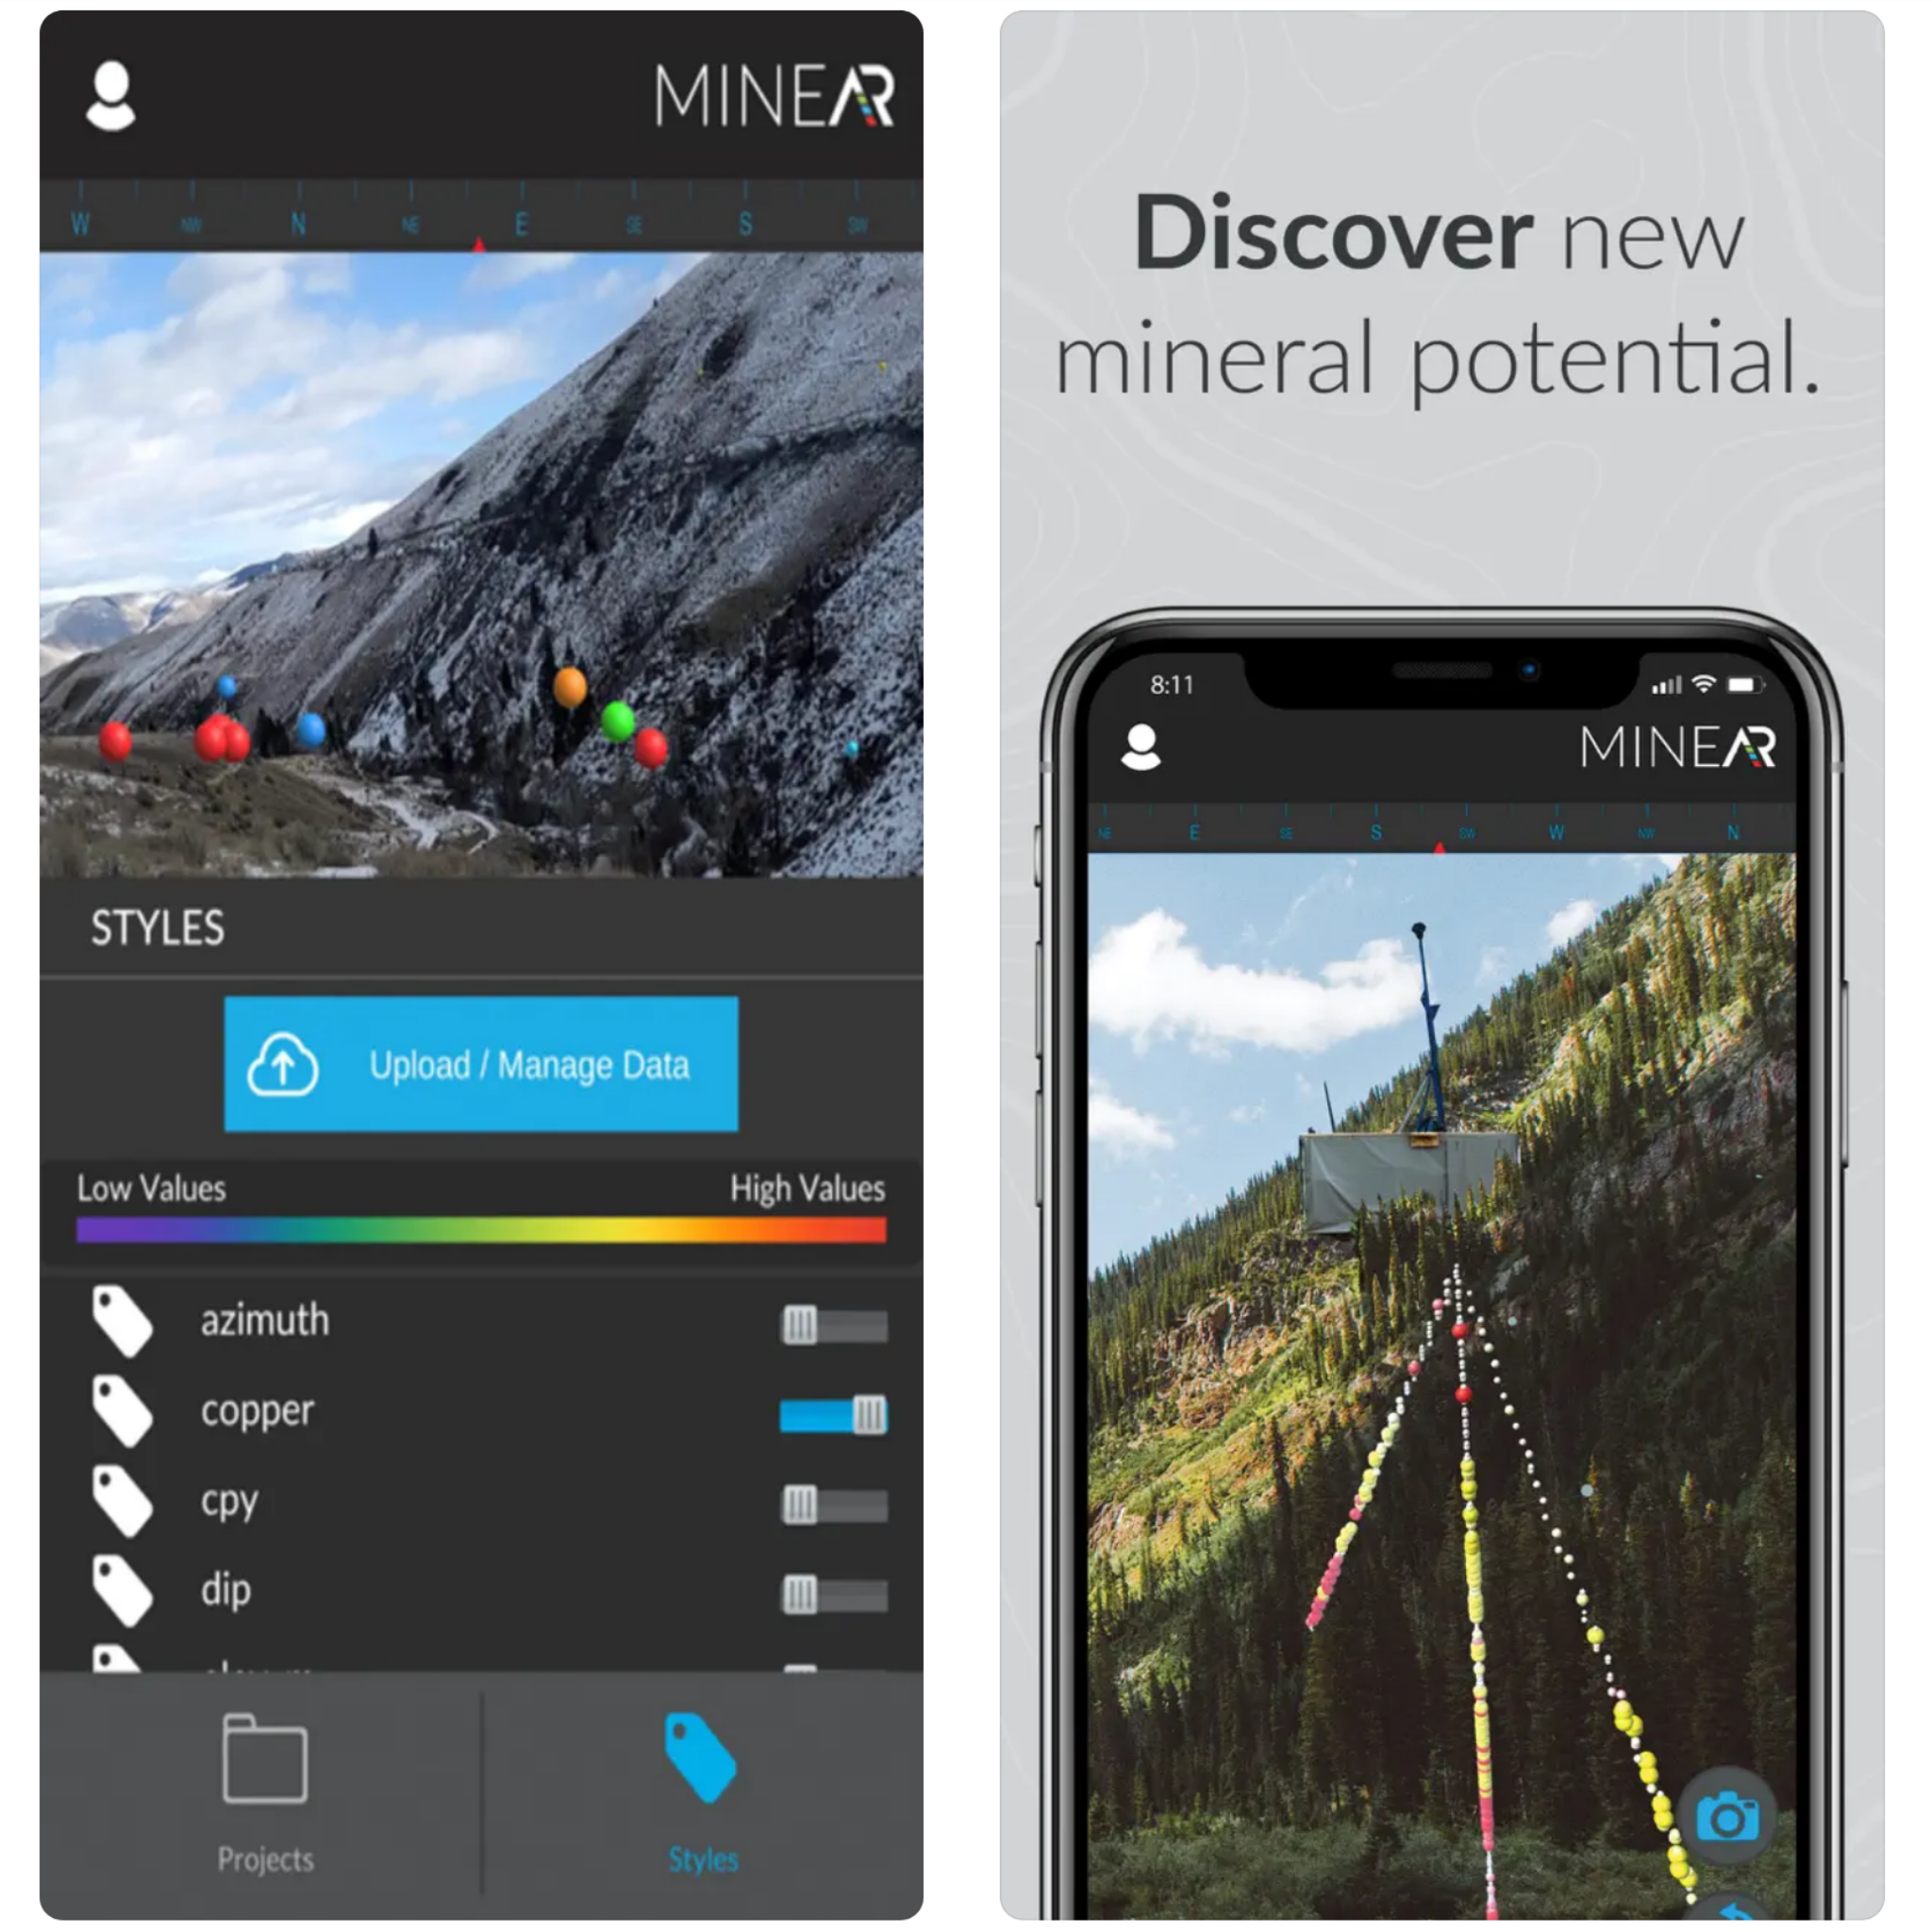 MINEAR
W NW N NE E SE S SW
STYLES
Upload / Manage Data
Low Values High Values
azimuth
copper
cpy
dip
Projects Styles
Discover new
mineral potential.
8:11
MINEAR
NE E SE S SW W NW N